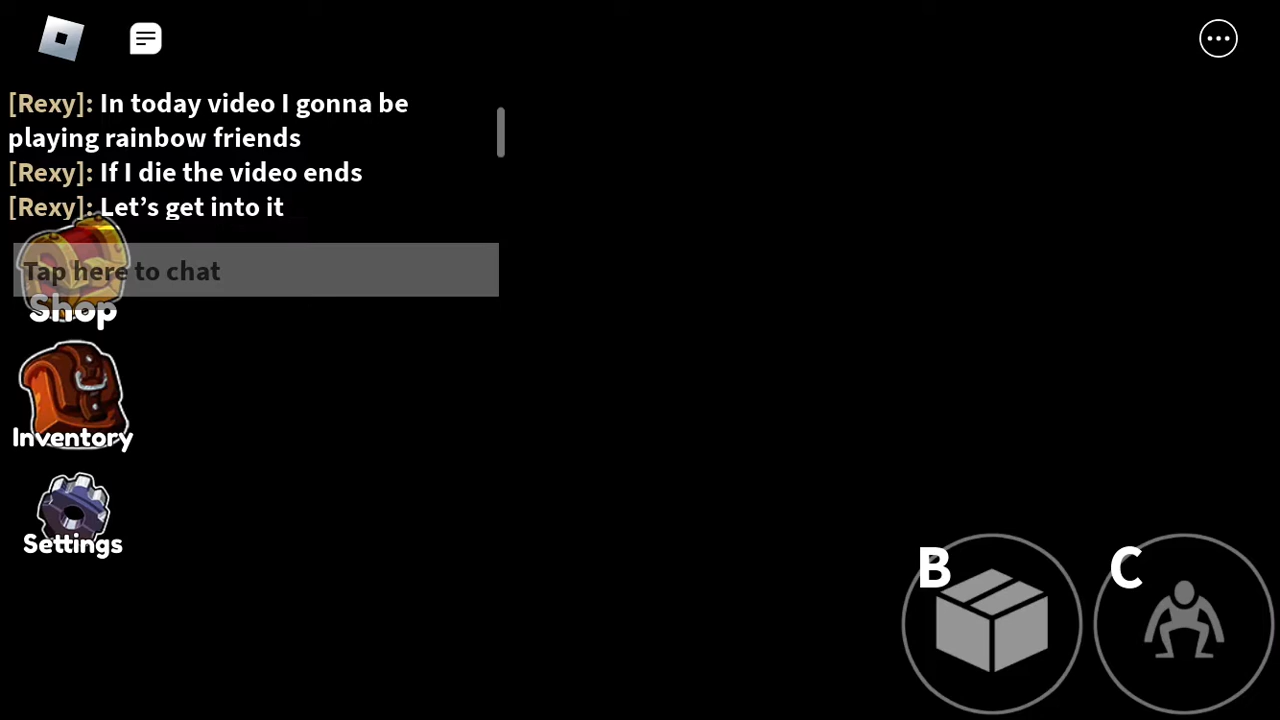 [Rexy]: In today video I gonna be
playing rainbow friends
[Rexy]: If I die the video ends
[Rexy]: Let’s get into it
Tap here to chat
Shop
Inventory
Settings
B
C